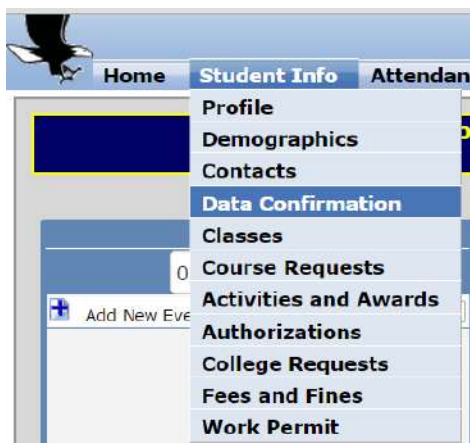 Home Student Info Attendan
Profile
Demographics
Contacts
Data Confirmation
Classes
Course Requests
Activities and Awards
Add New Eve
Authorizations
College Requests
Fees and Fines
Work Permit